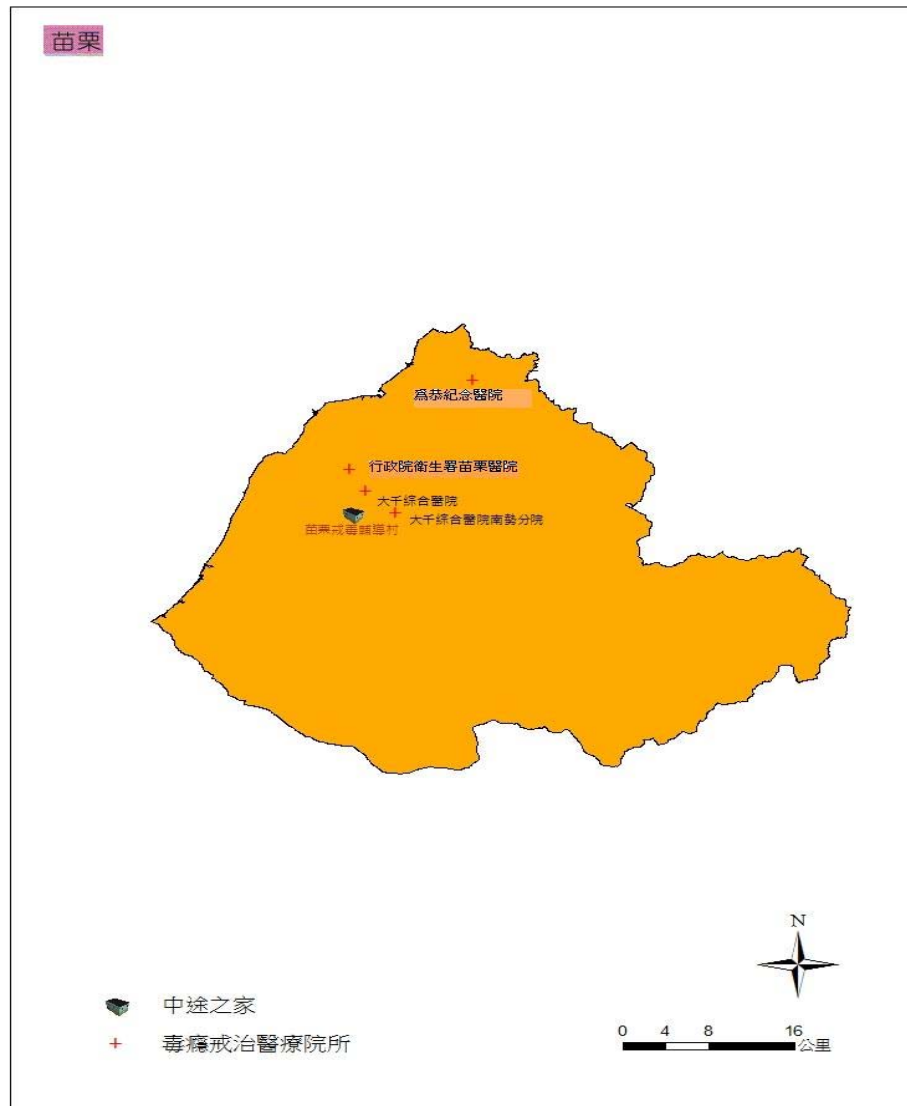 苗栗
為恭紀念醫院
行政院衛生署苗栗醫院
大千綜合醫院
大千綜合醫院南勢分院
苗栗戒毒輔導村
N
中途之家
毒癮戒治醫療院所
0 4 8 16
公里